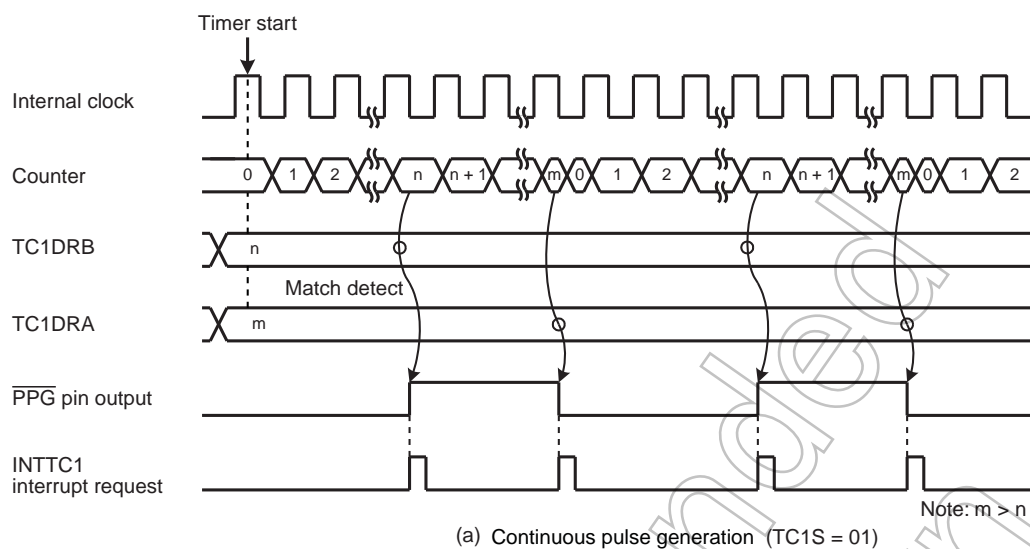 Timer start
Internal clock
Counter
0 1 2 n n + 1 m 0 1 2 n n + 1 m 0 1 2
TC1DRB
n
Match detect
TC1DRA
m
PPG pin output
INTTC1
interrupt request
Note: m > n
(a) Continuous pulse generation (TC1S = 01)